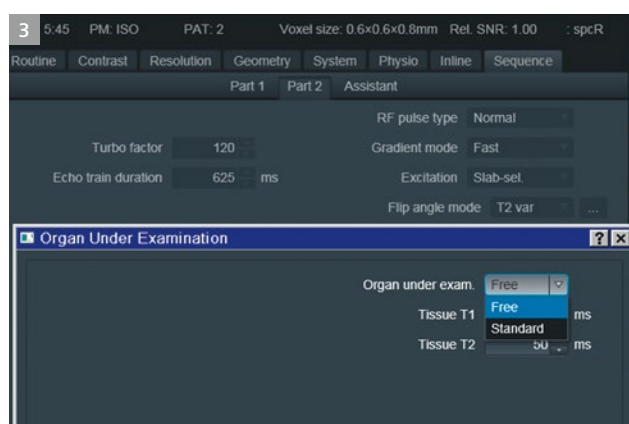 3 5:45 PM: ISO PAT: 2 Voxel size: 0.6×0.6×0.8mm Rel. SNR: 1.00 : spcR
Routine Contrast Resolution Geometry System Physio Inline Sequence
Part 1 Part 2 Assistant
RF pulse type Normal
Turbo factor 120 Gradient mode Fast
Echo train duration 625 ms Excitation Slab-sel.
Flip angle mode T2 var ...
Organ Under Examination ? x
Organ under exam. Free
Tissue T1 Free ms
Standard
Tissue T2 50 ms